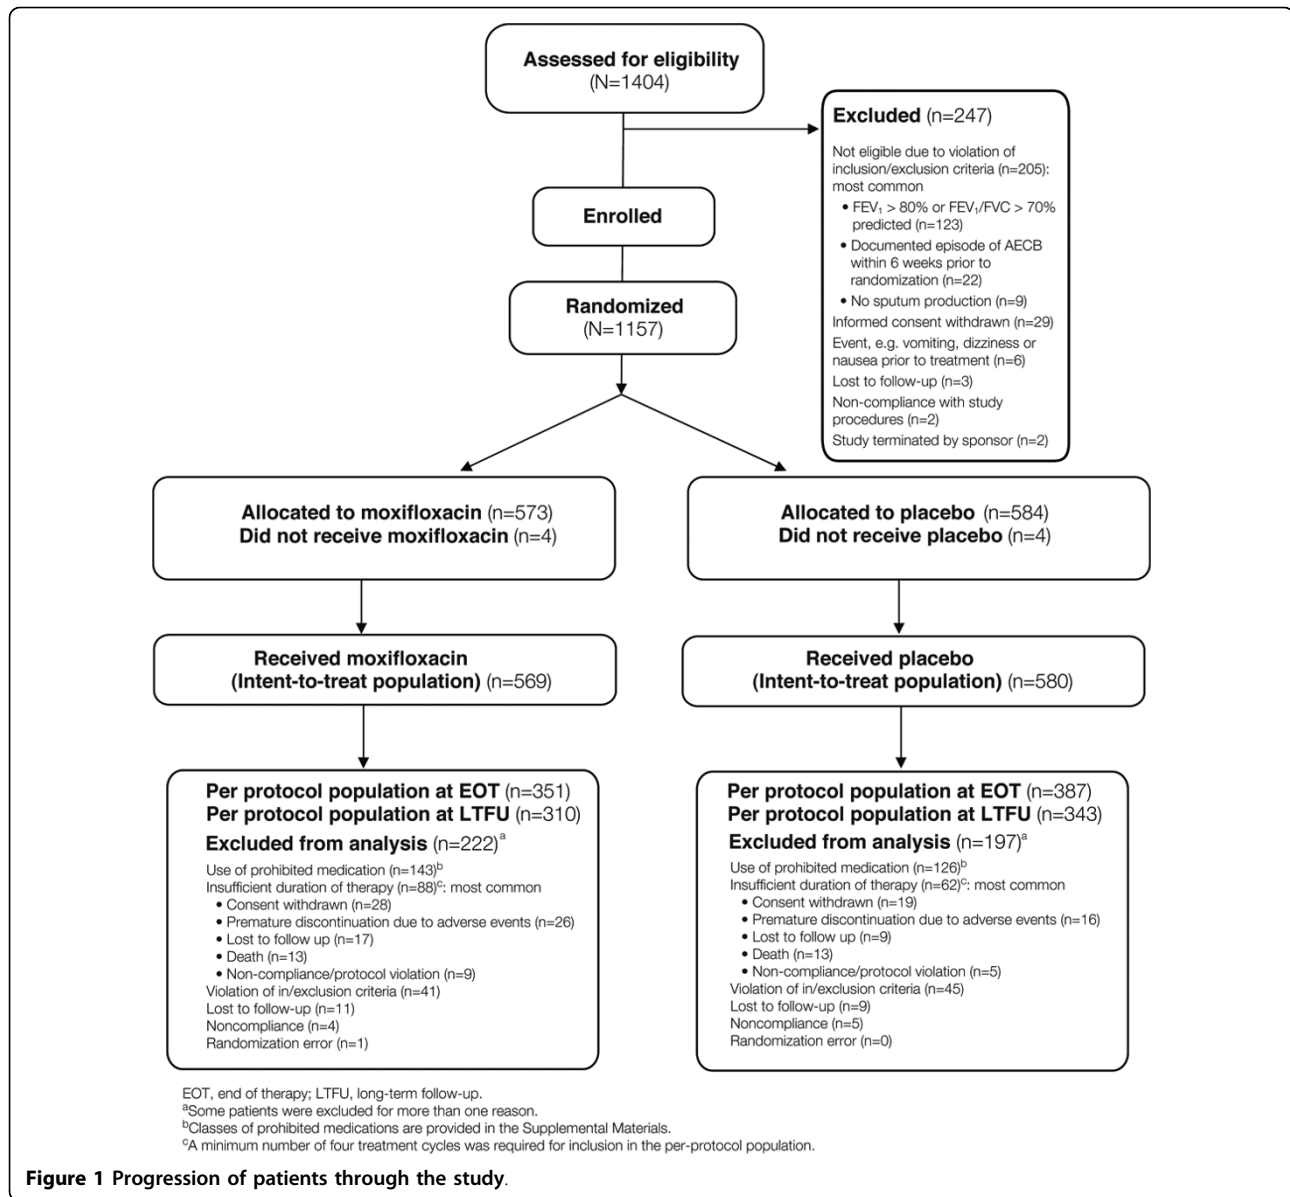 Assessed for eligibility
(N=1404)
Excluded (n=247)
Not eligible due to violation of
inclusion/exclusion criteria (n=205):
most common
• FEV₁ > 80% or FEV₁/FVC > 70%
predicted (n=123)
• Documented episode of AECB
within 6 weeks prior to
randomization (n=22)
• No sputum production (n=9)
Informed consent withdrawn (n=29)
Event, e.g. vomiting, dizziness or
nausea prior to treatment (n=6)
Lost to follow-up (n=3)
Non-compliance with study
procedures (n=2)
Study terminated by sponsor (n=2)
Enrolled
Randomized
(N=1157)
Allocated to moxifloxacin (n=573)
Did not receive moxifloxacin (n=4)
Allocated to placebo (n=584)
Did not receive placebo (n=4)
Received moxifloxacin
(Intent-to-treat population) (n=569)
Received placebo
(Intent-to-treat population) (n=580)
Per protocol population at EOT (n=351)
Per protocol population at LTFU (n=310)
Excluded from analysis (n=222)ᵃ
Use of prohibited medication (n=143)ᵇ
Insufficient duration of therapy (n=88)ᶜ: most common
• Consent withdrawn (n=28)
• Premature discontinuation due to adverse events (n=26)
• Lost to follow up (n=17)
• Death (n=13)
• Non-compliance/protocol violation (n=9)
Violation of in/exclusion criteria (n=41)
Lost to follow-up (n=11)
Noncompliance (n=4)
Randomization error (n=1)
Per protocol population at EOT (n=387)
Per protocol population at LTFU (n=343)
Excluded from analysis (n=197)ᵃ
Use of prohibited medication (n=126)ᵇ
Insufficient duration of therapy (n=62)ᶜ: most common
• Consent withdrawn (n=19)
• Premature discontinuation due to adverse events (n=16)
• Lost to follow up (n=9)
• Death (n=13)
• Non-compliance/protocol violation (n=5)
Violation of in/exclusion criteria (n=45)
Lost to follow-up (n=9)
Noncompliance (n=5)
Randomization error (n=0)
EOT, end of therapy; LTFU, long-term follow-up.
ᵃSome patients were excluded for more than one reason.
ᵇClasses of prohibited medications are provided in the Supplemental Materials.
ᶜA minimum number of four treatment cycles was required for inclusion in the per-protocol population.
Figure 1 Progression of patients through the study.